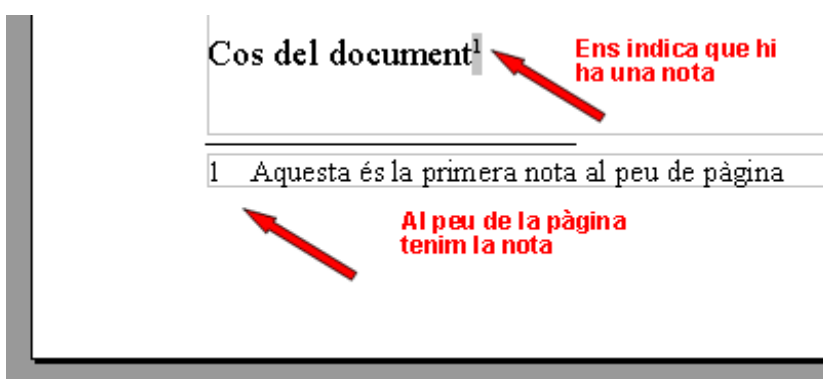 Cos del document¹
Ens indica que hi
ha una nota
1 Aquesta és la primera nota al peu de pàgina
Al peu de la pàgina
tenim la nota